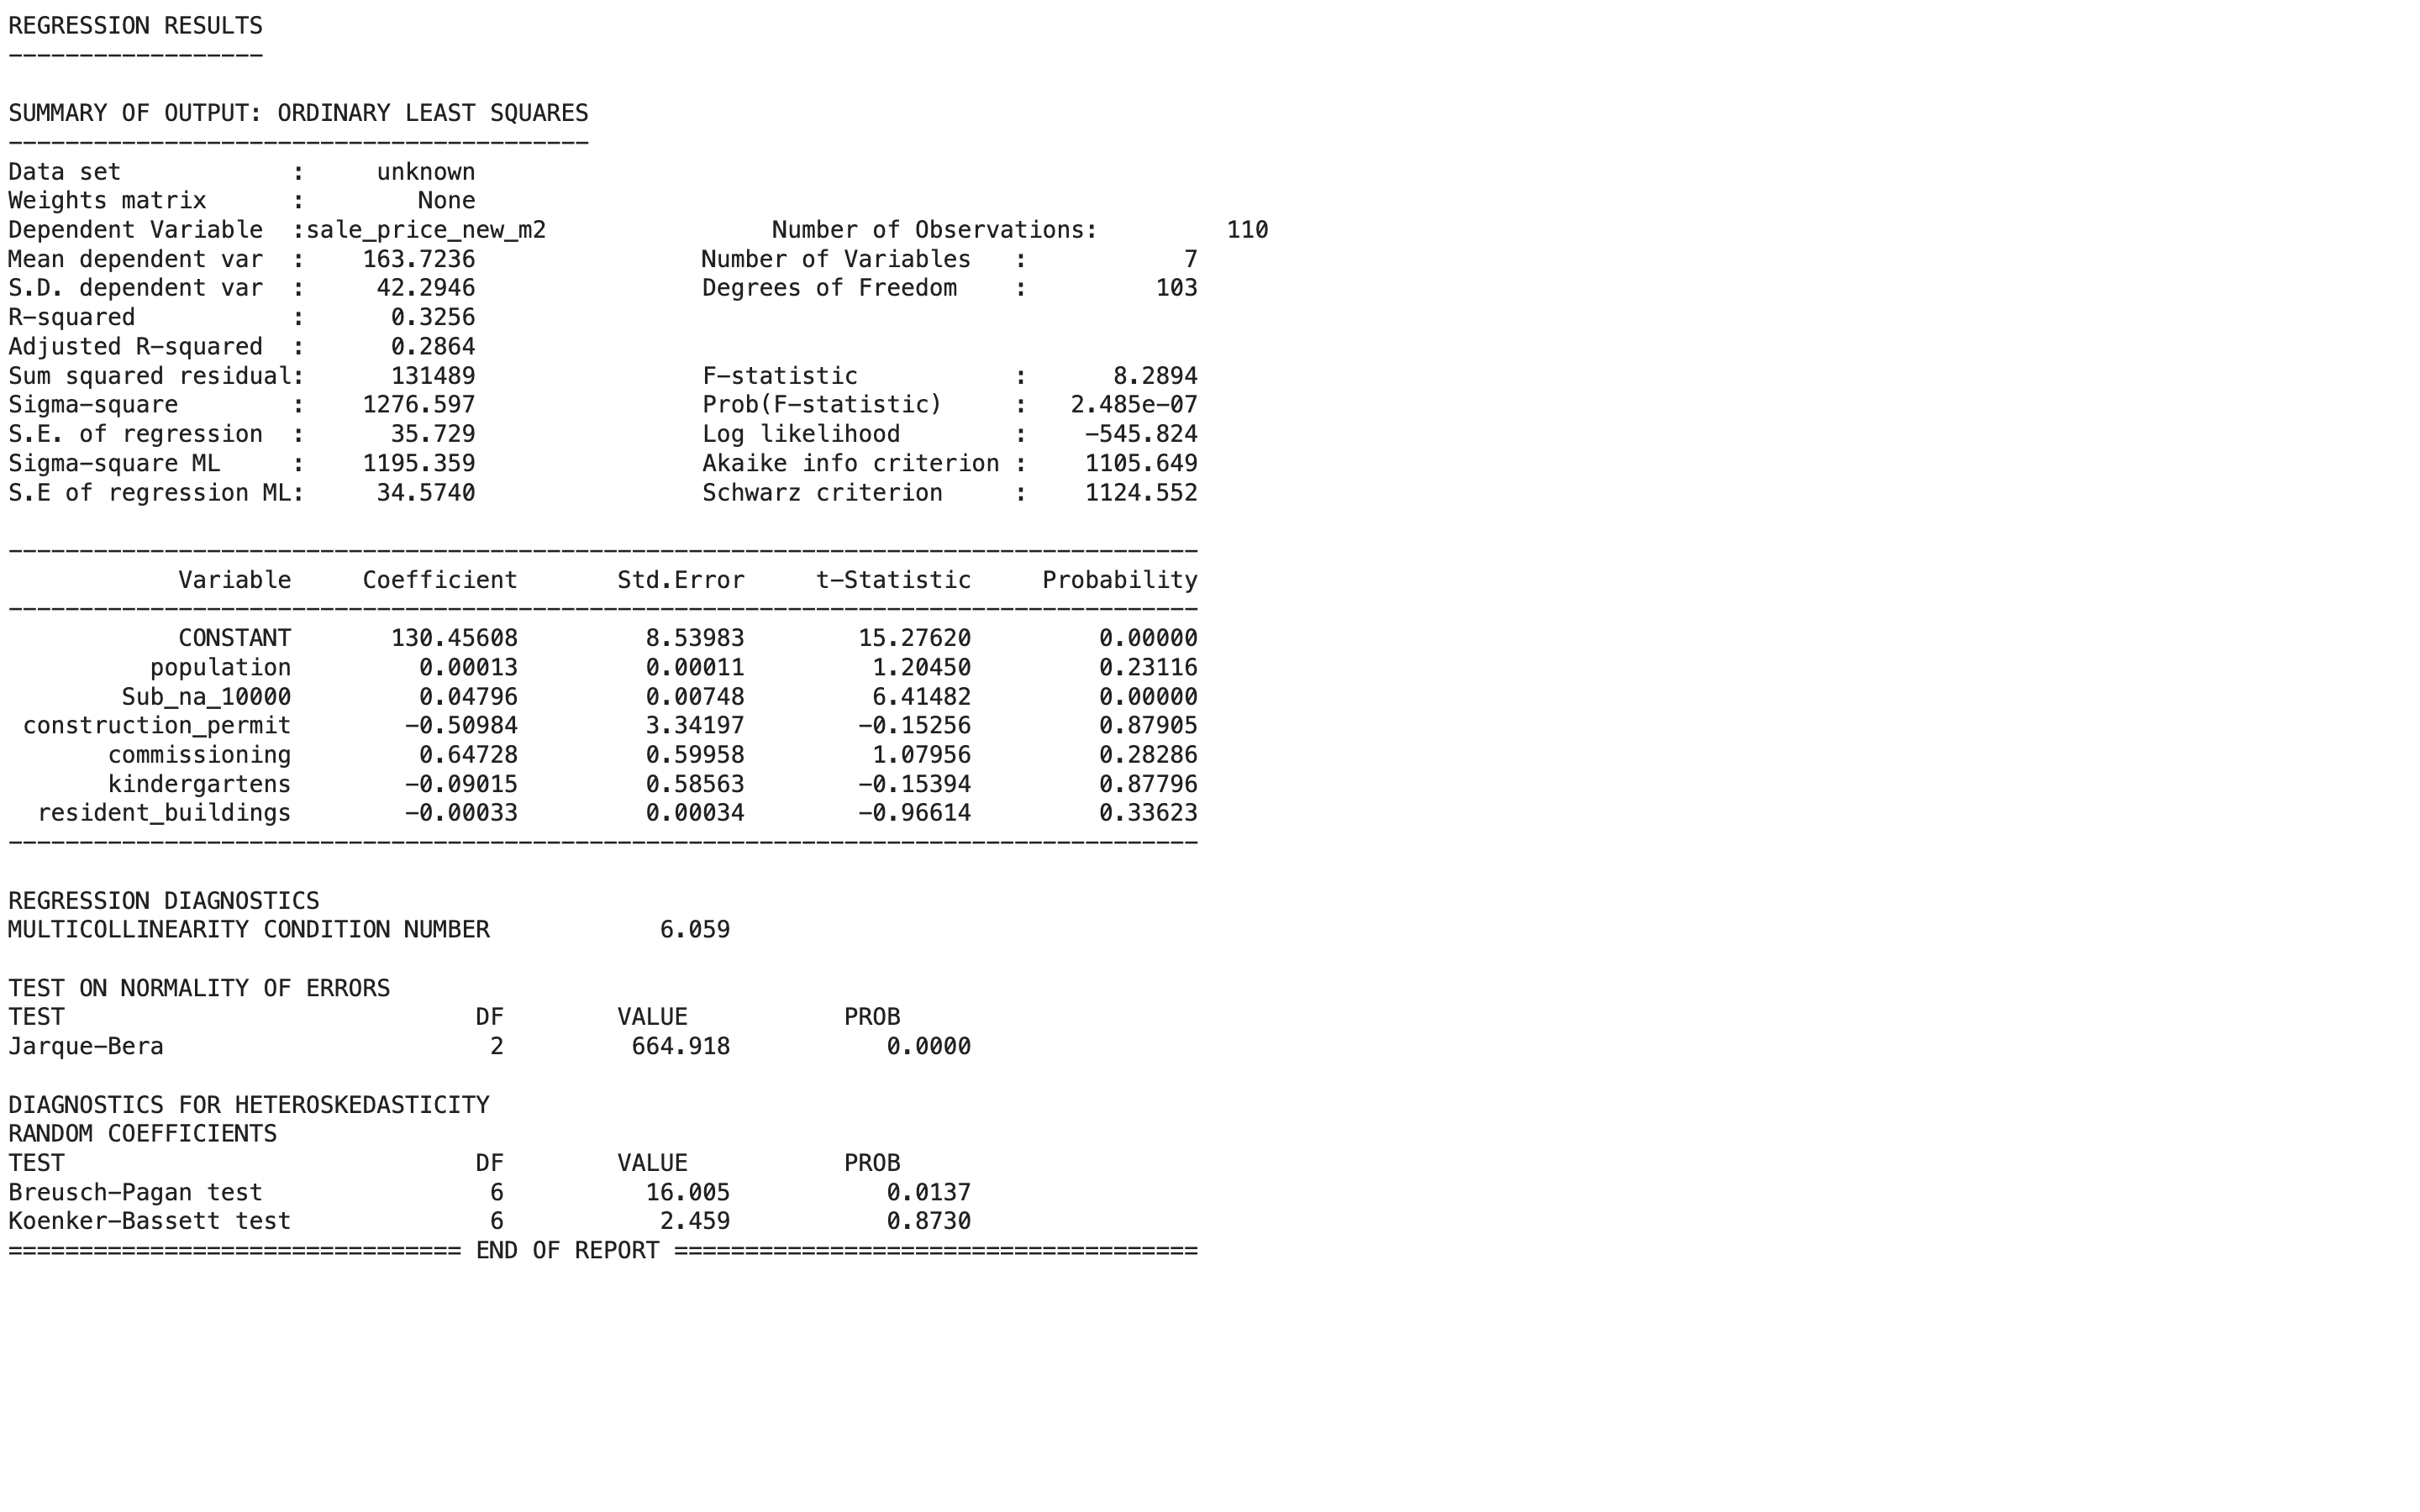 REGRESSION RESULTS
------------------
SUMMARY OF OUTPUT: ORDINARY LEAST SQUARES
-----------------------------------------
Data set            :     unknown
Weights matrix      :        None
Dependent Variable  :sale_price_new_m2                Number of Observations:         110
Mean dependent var  :    163.7236                Number of Variables   :           7
S.D. dependent var  :     42.2946                Degrees of Freedom    :         103
R-squared           :      0.3256
Adjusted R-squared  :      0.2864
Sum squared residual:      131489                F-statistic           :      8.2894
Sigma-square        :    1276.597                Prob(F-statistic)     :   2.485e-07
S.E. of regression  :      35.729                Log likelihood        :    -545.824
Sigma-square ML     :    1195.359                Akaike info criterion :    1105.649
S.E of regression ML:     34.5740                Schwarz criterion     :    1124.552
------------------------------------------------------------------------------------
            Variable     Coefficient       Std.Error     t-Statistic     Probability
------------------------------------------------------------------------------------
            CONSTANT       130.45608         8.53983        15.27620         0.00000
          population         0.00013         0.00011         1.20450         0.23116
        Sub_na_10000         0.04796         0.00748         6.41482         0.00000
 construction_permit        -0.50984         3.34197        -0.15256         0.87905
       commissioning         0.64728         0.59958         1.07956         0.28286
       kindergartens        -0.09015         0.58563        -0.15394         0.87796
  resident_buildings        -0.00033         0.00034        -0.96614         0.33623
------------------------------------------------------------------------------------
REGRESSION DIAGNOSTICS
MULTICOLLINEARITY CONDITION NUMBER            6.059
TEST ON NORMALITY OF ERRORS
TEST                             DF        VALUE           PROB
Jarque-Bera                       2         664.918           0.0000
DIAGNOSTICS FOR HETEROSKEDASTICITY
RANDOM COEFFICIENTS
TEST                             DF        VALUE           PROB
Breusch-Pagan test                6          16.005           0.0137
Koenker-Bassett test              6           2.459           0.8730
================================ END OF REPORT =====================================